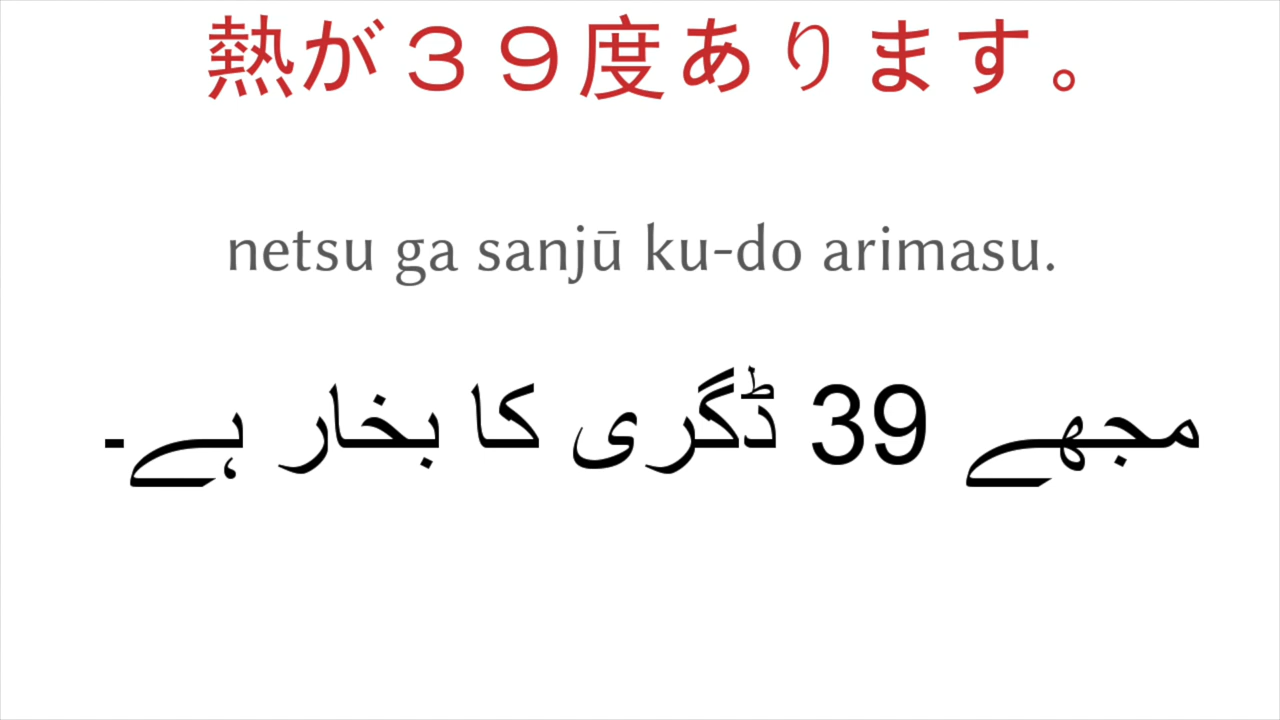 熱が３９度あります。
netsu ga sanjū ku-do arimasu.
مجھے 39 ڈگری کا بخار ہے۔